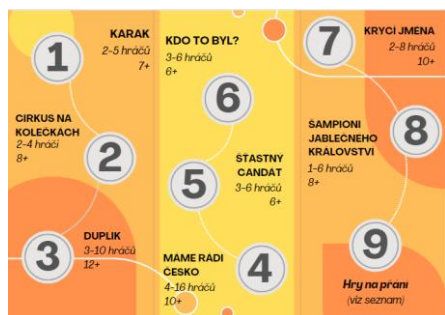 1
KARAK
2-5 hráčů
7+
CIRKUS NA
KOLEČKÁCH
2-4 hráčí
8+
2
3
DUPLIK
3-10 hráčů
12+
KDO TO BYL?
3-6 hráčů
6+
6
5
ŠŤASTNÝ
CANDÁT
3-6 hráčů
6+
MÁME RÁDI
ČESKO
4-16 hráčů
10+
4
7
KRYCÍ JMÉNA
2-8 hráčů
10+
ŠAMPIONI
JABLEČNÉHO
KRÁLOVSTVÍ
1-6 hráčů
8+
8
9
Hry na přání
(viz seznam)